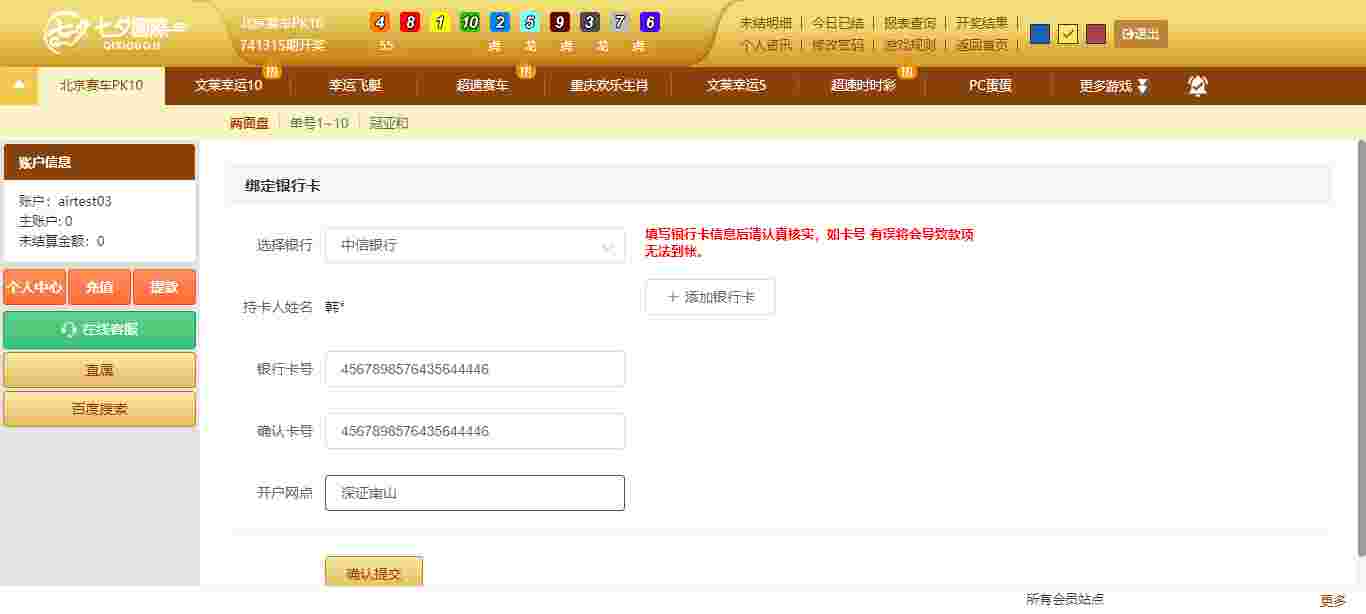 七夕國際
QIXIGUOJI
北京赛车PK10
741315期开奖
4 8 1 10 2 5 9 3 7 6
55 虎 龙 虎 龙 虎
未结明细 今日已结 报表查询 开奖结果
个人资讯 修改密码 游戏规则 返回首页
退出
北京赛车PK10 文莱幸运10 热 幸运飞艇 超速赛车 热 重庆欢乐生肖 文莱幸运5 超速时时彩 热 PC蛋蛋 更多游戏
两面盘 单号1~10 冠亚和
账户信息
账户：airtest03
主账户: 0
未结算金额：0
个人中心 充值 提款
在线客服
直属
百度搜索
绑定银行卡
选择银行 中信银行
填写银行卡信息后请认真核实，如卡号 有误将会导致款项
无法到帐。
持卡人姓名 韩*
添加银行卡
银行卡号 4567898576435644446
确认卡号 4567898576435644446
开户网点 深证南山
确认提交
所有会员站点 更多